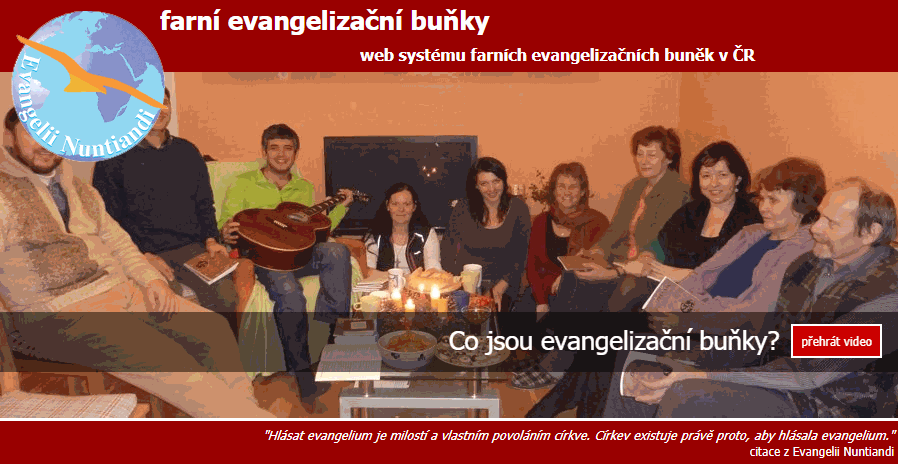 farní evangelizační buňky
web systému farních evangelizačních buněk v ČR
Evangelii Nuntiandi
Co jsou evangelizační buňky?
přehrát video
"Hlásat evangelium je milostí a vlastním povoláním církve. Církev existuje právě proto, aby hlásala evangelium."
citace z Evangelii Nuntiandi